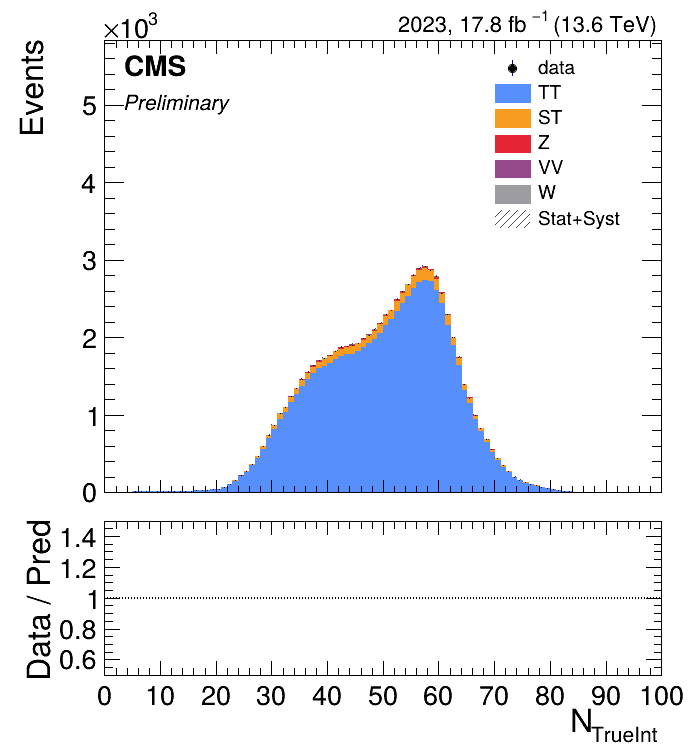 ×10³ 2023, 17.8 fb⁻¹ (13.6 TeV)
Events
CMS
Preliminary
data
TT
ST
Z
VV
W
Stat+Syst
5
4
3
2
1
0
Data / Pred
1.4
1.2
1
0.8
0.6
0 10 20 30 40 50 60 70 80 90 100
N_TrueInt